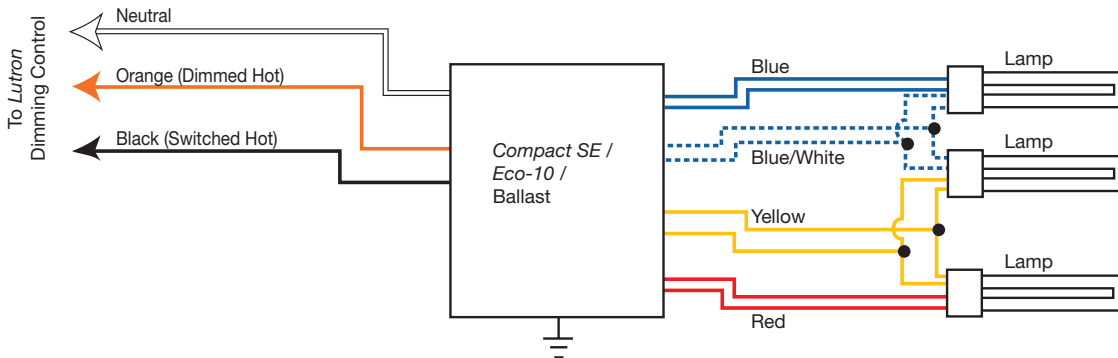 To Lutron
Dimming Control
Neutral
Orange (Dimmed Hot)
Black (Switched Hot)
Compact SE /
Eco-10 /
Ballast
Blue
Blue/White
Yellow
Red
Lamp
Lamp
Lamp